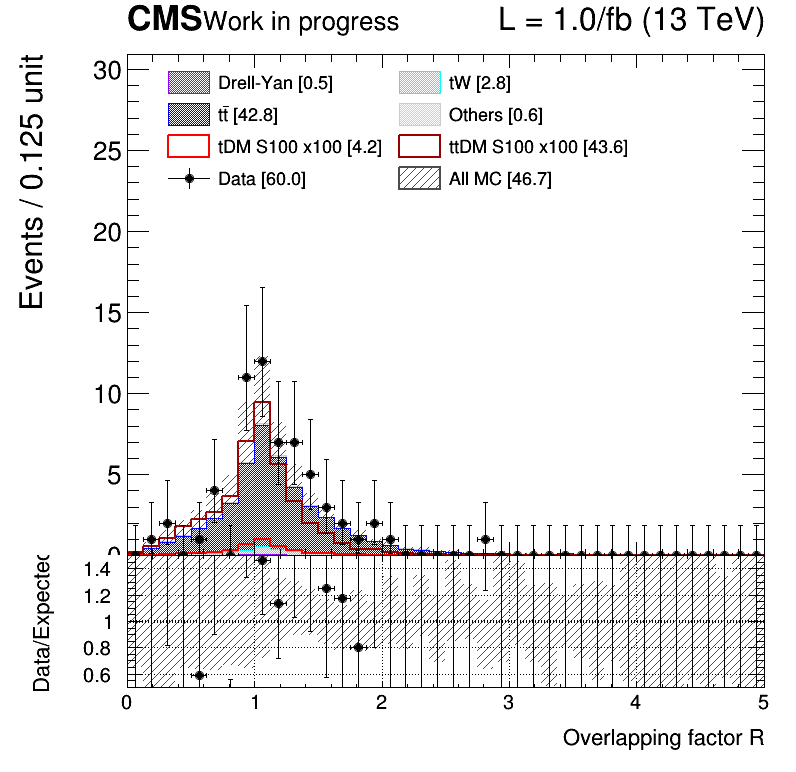 CMS Work in progress L = 1.0/fb (13 TeV)
Events / 0.125 unit
30
25
20
15
10
5
0
Drell-Yan [0.5] tW [2.8]
tt̄ [42.8] Others [0.6]
tDM S100 x100 [4.2] ttDM S100 x100 [43.6]
Data [60.0] All MC [46.7]
Data/Expected
1.4
1.2
1
0.8
0.6
0 1 2 3 4 5
Overlapping factor R